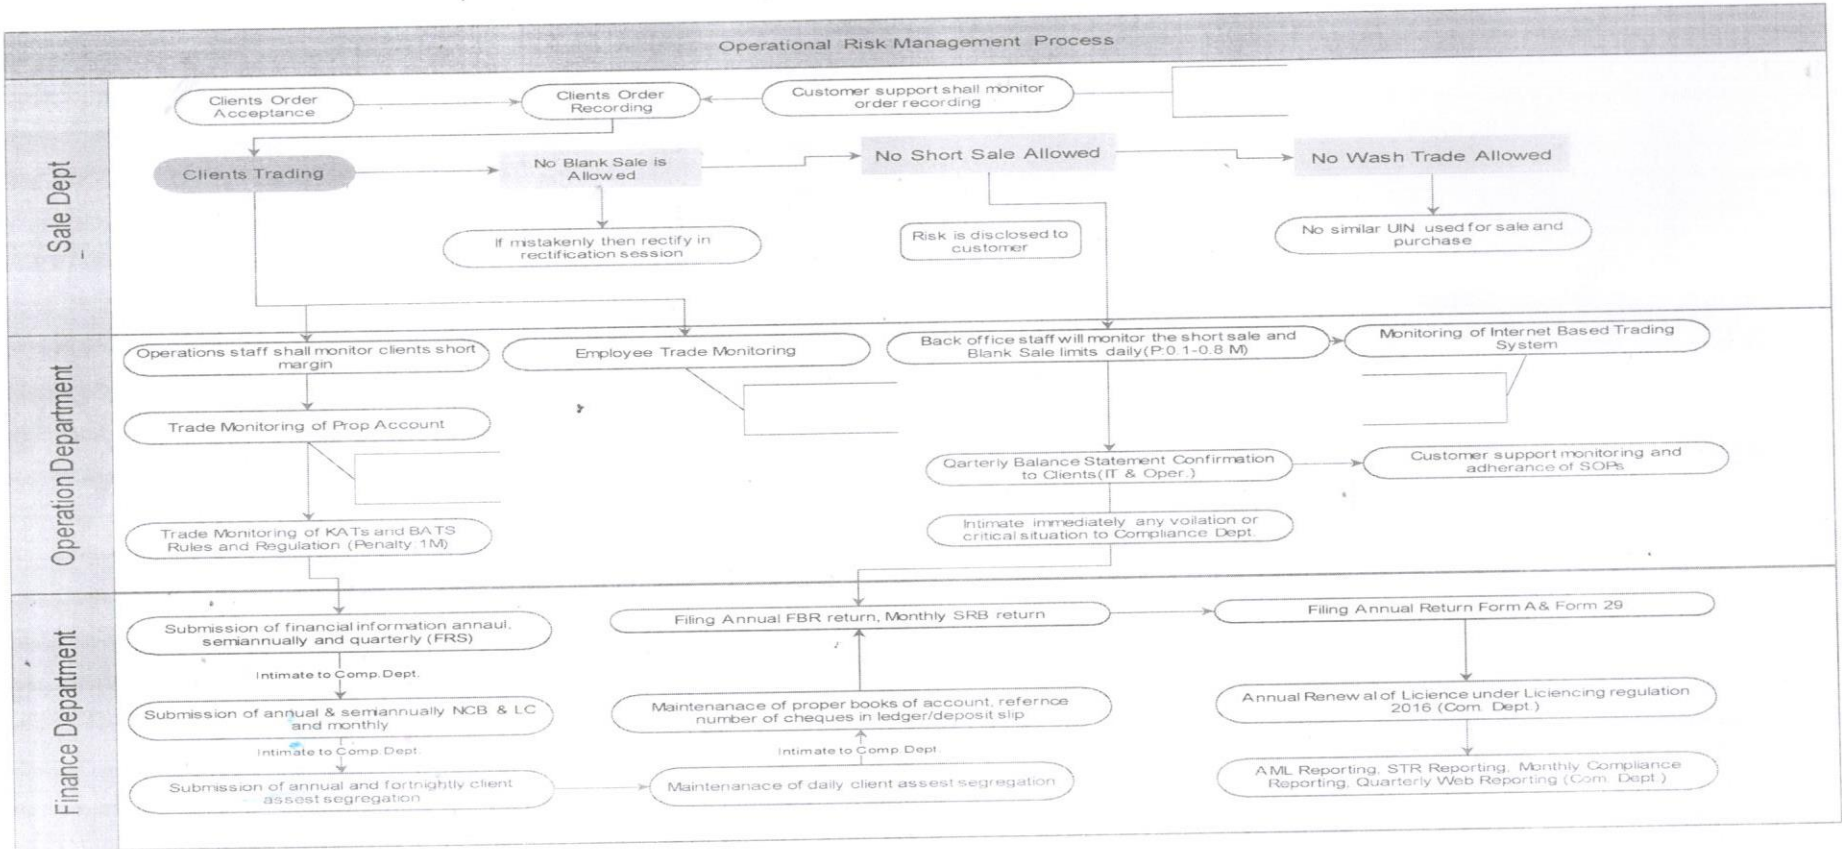 Operational Risk Management Process
Sale Dept
Clients Order
Acceptance
Clients Order
Recording
Customer support shall monitor
order recording
Clients Trading
No Blank Sale is
Allowed
No Short Sale Allowed
No Wash Trade Allowed
If mistakenly then rectify in
rectification session
Risk is disclosed to
customer
No similar UIN used for sale and
purchase
Operation Department
Operations staff shall monitor clients short
margin
Employee Trade Monitoring
Back office staff will monitor the short sale and
Blank Sale limits daily(P:0.1-0.8 M)
Monitoring of Internet Based Trading
System
Trade Monitoring of Prop Account
Qarterly Balance Statement Confirmation
to Clients(IT & Oper.)
Customer support monitoring and
adherance of SOPs
Trade Monitoring of KATs and BATS
Rules and Regulation (Penalty 1M)
Intimate immediately any voilation or
critical situation to Compliance Dept.
Finance Department
Submission of financial information annaul,
semiannually and quarterly (FRS)
Filing Annual FBR return, Monthly SRB return
Filing Annual Return Form A& Form 29
Intimate to Comp.Dept.
Submission of annual & semiannually NCB & LC
and monthly
Maintenanace of proper books of account, refernce
number of cheques in ledger/deposit slip
Annual Renewal of Licience under Liciencing regulation
2016 (Com. Dept.)
Intimate to Comp.Dept.
Intimate to Comp.Dept.
Submission of annual and fortnightly client
assest segregation
Maintenanace of daily client assest segregation
AML Reporting, STR Reporting, Monthly Compliance
Reporting, Quarterly Web Reporting (Com. Dept.)